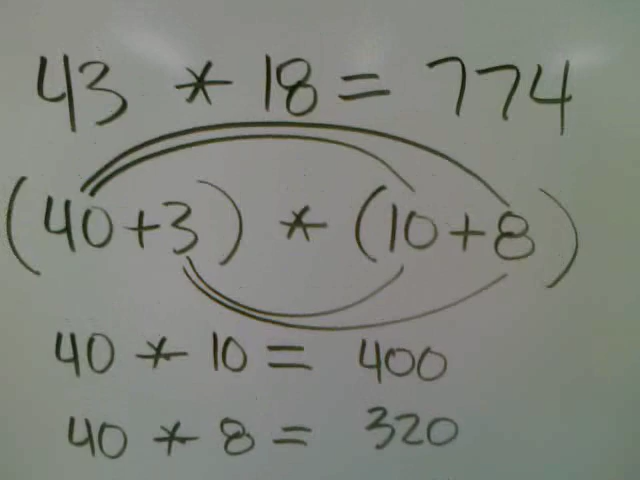 43 * 18 = 774
(40+3) * (10+8)
40 * 10 = 400
40 * 8 = 320